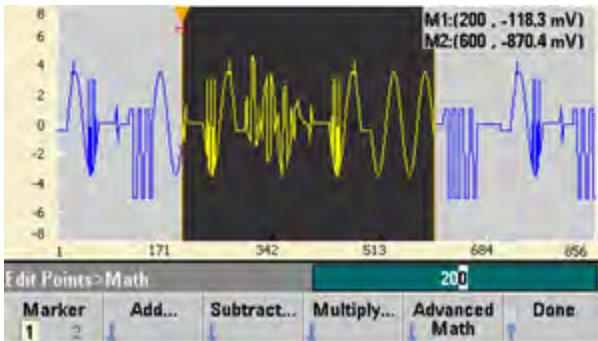 8
M1:(200 , -118.3 mV)
6
M2:(600 , -870.4 mV)
4
2
0
-2
-4
-6
-8
1 171 342 513 684 856
Edit Points>Math 200
Marker Add... Subtract... Multiply... Advanced Math Done
1 2